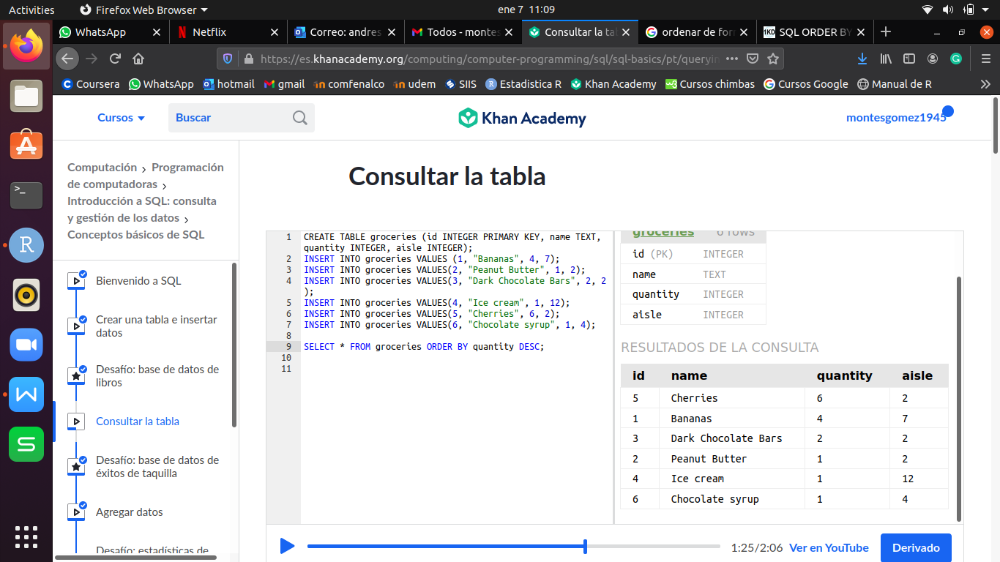 Activities
Firefox Web Browser
ene 7 11:09
WhatsApp
Netflix
Correo: andres
Todos - montes
Consultar la tab
ordenar de for
1KD SQL ORDER BY
https://es.khanacademy.org/computing/computer-programming/sql/sql-basics/pt/queryin
Coursera
WhatsApp
hotmail
gmail
comfenalco
udem
SIIS
Estadistica R
Khan Academy
Cursos chimbas
Cursos Google
Manual de R
Cursos
Buscar
Khan Academy
montesgomez1945
Computación › Programación
de computadoras ›
Introducción a SQL: consulta
y gestión de los datos ›
Conceptos básicos de SQL
Bienvenido a SQL
Crear una tabla e insertar
datos
Desafío: base de datos de
libros
Consultar la tabla
Desafío: base de datos de
éxitos de taquilla
Agregar datos
Desafío: estadísticas de
Consultar la tabla
1 CREATE TABLE groceries (id INTEGER PRIMARY KEY, name TEXT,
quantity INTEGER, aisle INTEGER);
2 INSERT INTO groceries VALUES (1, "Bananas", 4, 7);
3 INSERT INTO groceries VALUES(2, "Peanut Butter", 1, 2);
4 INSERT INTO groceries VALUES(3, "Dark Chocolate Bars", 2, 2
);
5 INSERT INTO groceries VALUES(4, "Ice cream", 1, 12);
6 INSERT INTO groceries VALUES(5, "Cherries", 6, 2);
7 INSERT INTO groceries VALUES(6, "Chocolate syrup", 1, 4);
8
9 SELECT * FROM groceries ORDER BY quantity DESC;
10
11
groceries 6 rows
id (PK) INTEGER
name TEXT
quantity INTEGER
aisle INTEGER
RESULTADOS DE LA CONSULTA
id name quantity aisle
5 Cherries 6 2
1 Bananas 4 7
3 Dark Chocolate Bars 2 2
2 Peanut Butter 1 2
4 Ice cream 1 12
6 Chocolate syrup 1 4
1:25/2:06
Ver en YouTube
Derivado